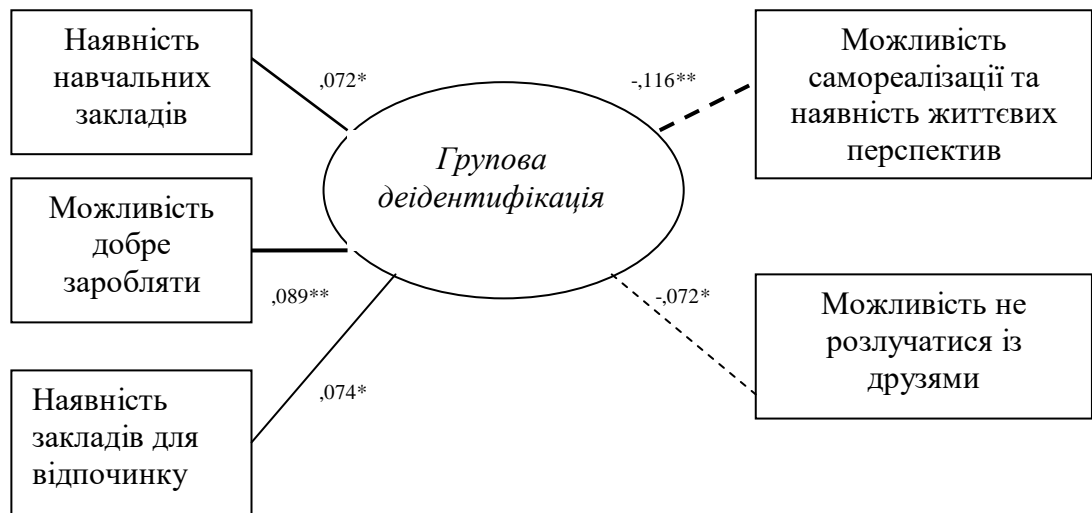 Наявність
навчальних
закладів
,072*
Можливість
добре
заробляти
,089**
Наявність
закладів для
відпочинку
,074*
Групова
деідентифікація
-,116**
Можливість
самореалізації та
наявність життєвих
перспектив
-,072*
Можливість не
розлучатися із
друзями